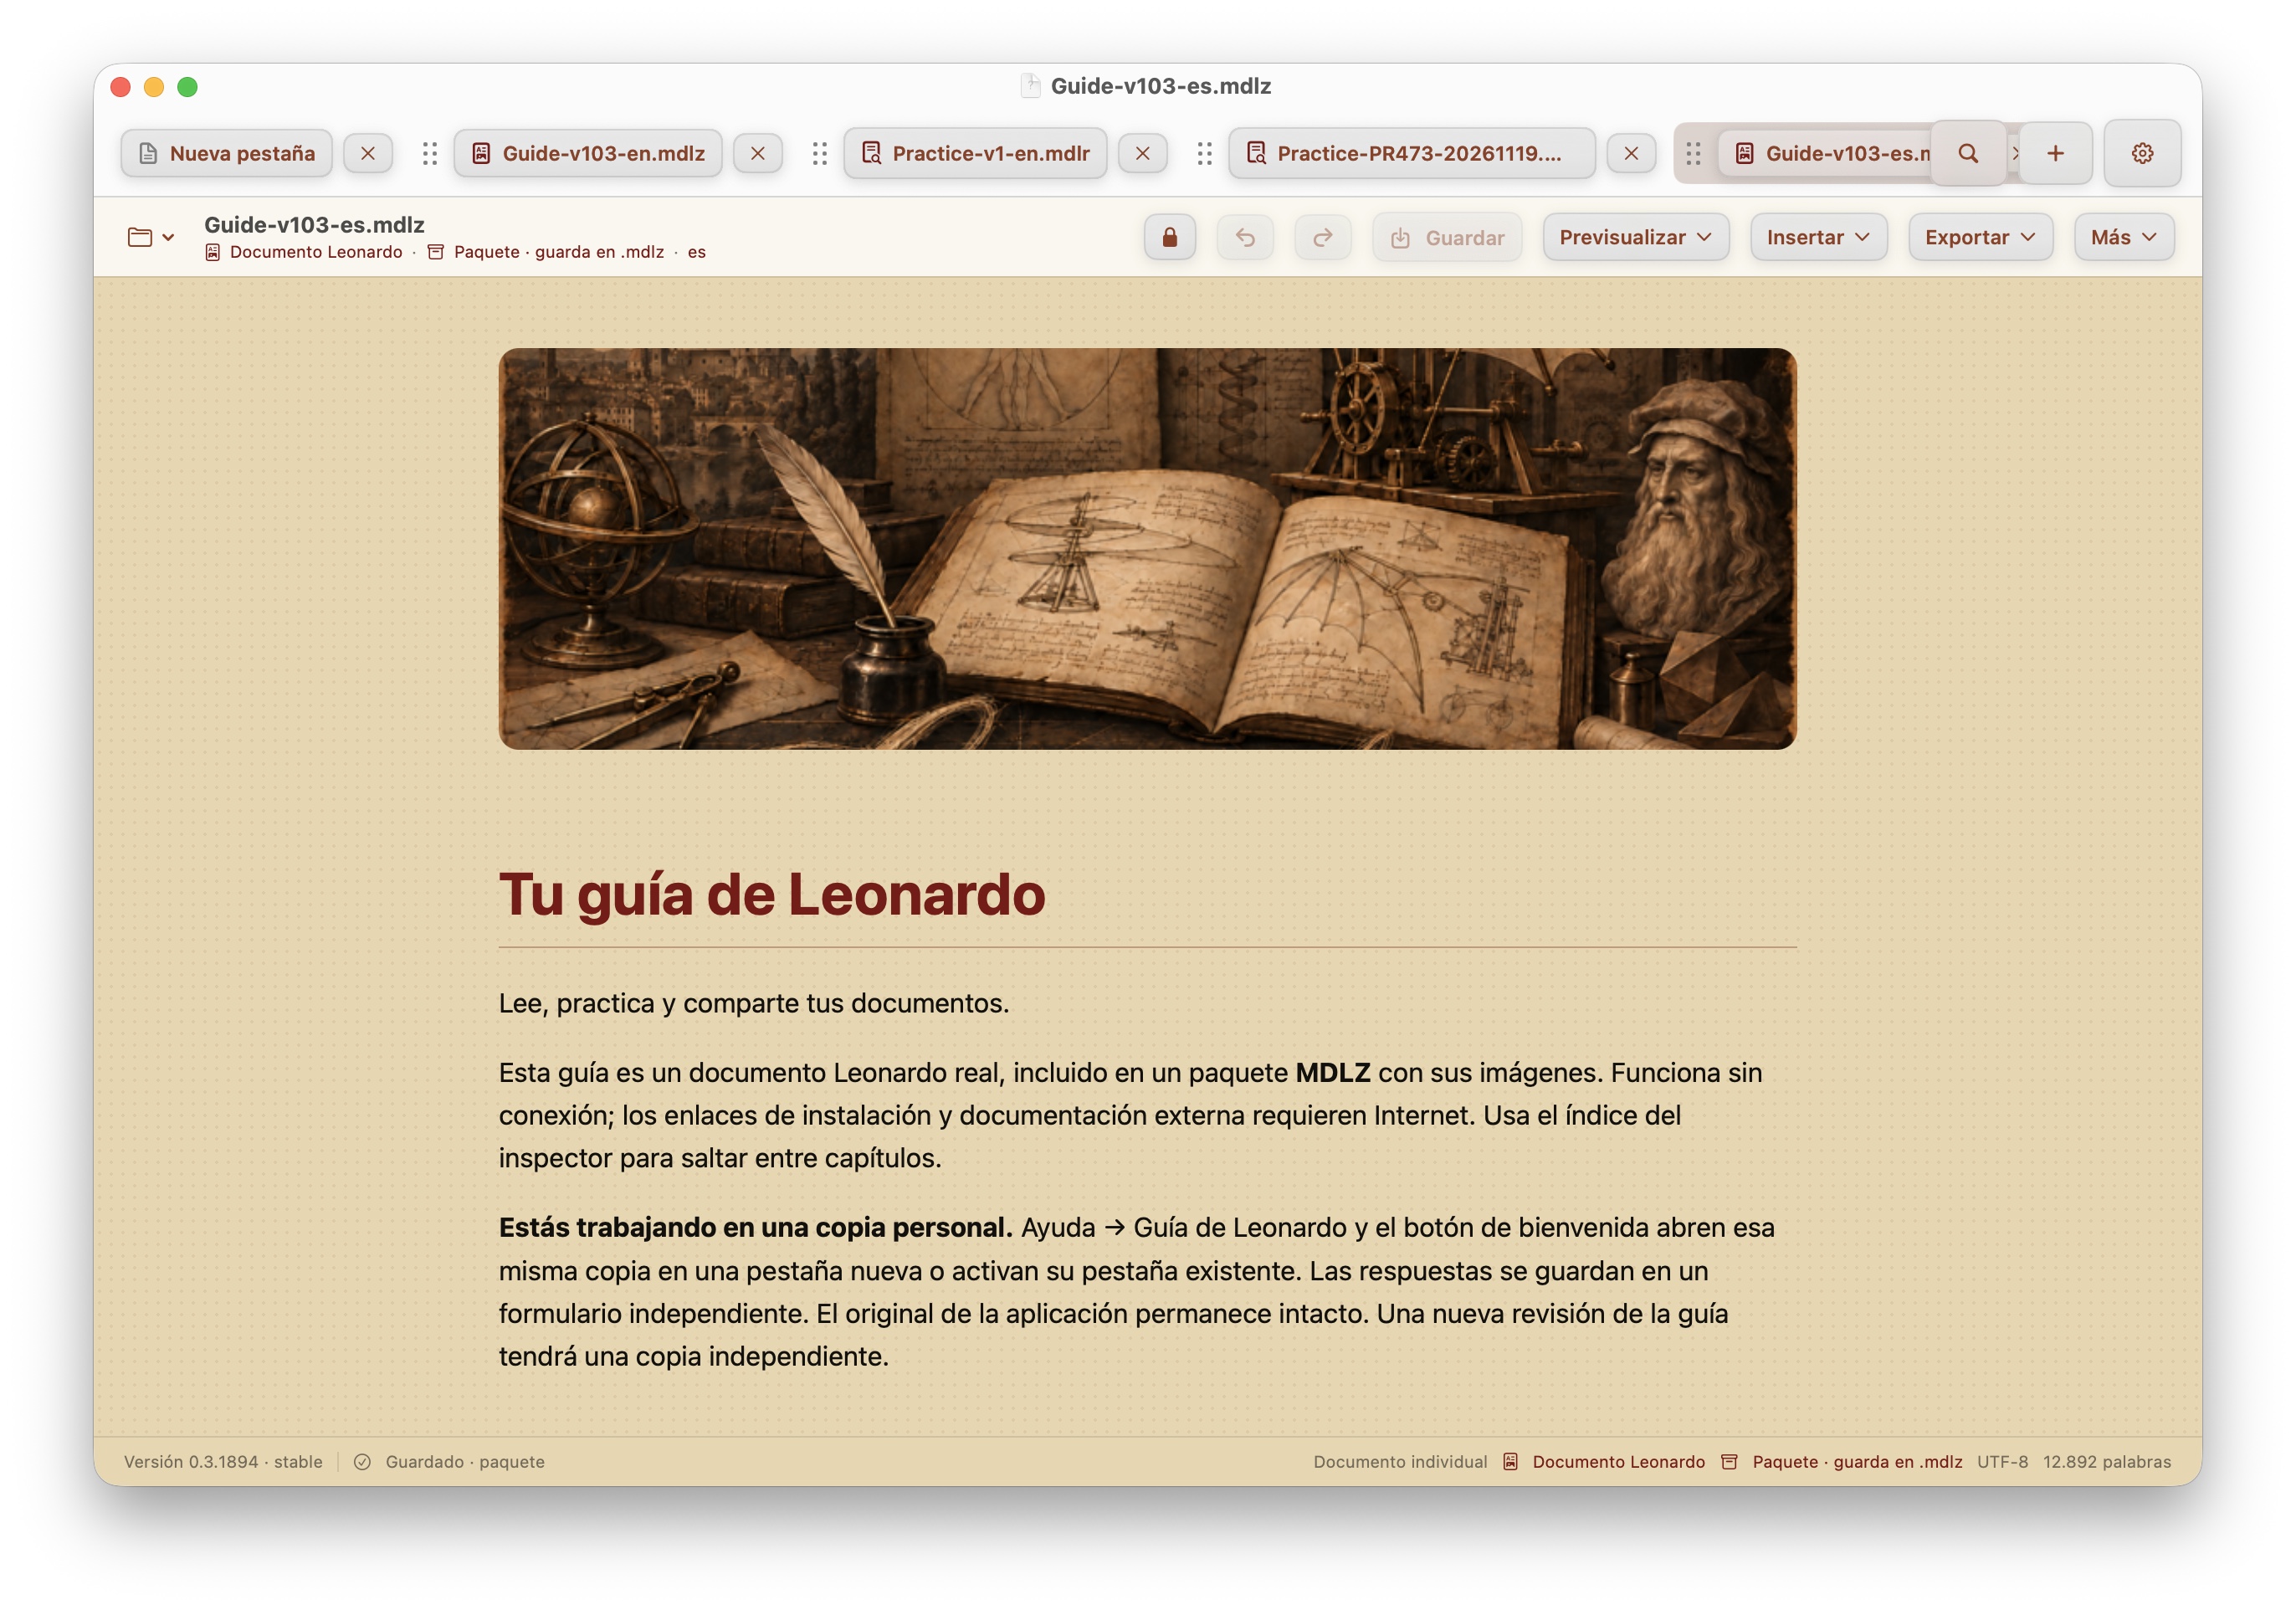 Guide-v103-es.mdlz
Nueva pestaña
Guide-v103-en.mdlz
Practice-v1-en.mdlr
Practice-PR473-20261119....
Guide-v103-es.m
Guide-v103-es.mdlz
Documento Leonardo · Paquete · guarda en .mdlz · es
Guardar
Previsualizar
Insertar
Exportar
Más
Tu guía de Leonardo
Lee, practica y comparte tus documentos.
Esta guía es un documento Leonardo real, incluido en un paquete MDLZ con sus imágenes. Funciona sin
conexión; los enlaces de instalación y documentación externa requieren Internet. Usa el índice del
inspector para saltar entre capítulos.
Estás trabajando en una copia personal. Ayuda → Guía de Leonardo y el botón de bienvenida abren esa
misma copia en una pestaña nueva o activan su pestaña existente. Las respuestas se guardan en un
formulario independiente. El original de la aplicación permanece intacto. Una nueva revisión de la guía
tendrá una copia independiente.
Versión 0.3.1894 · stable
Guardado · paquete
Documento individual
Documento Leonardo
Paquete · guarda en .mdlz
UTF-8
12.892 palabras